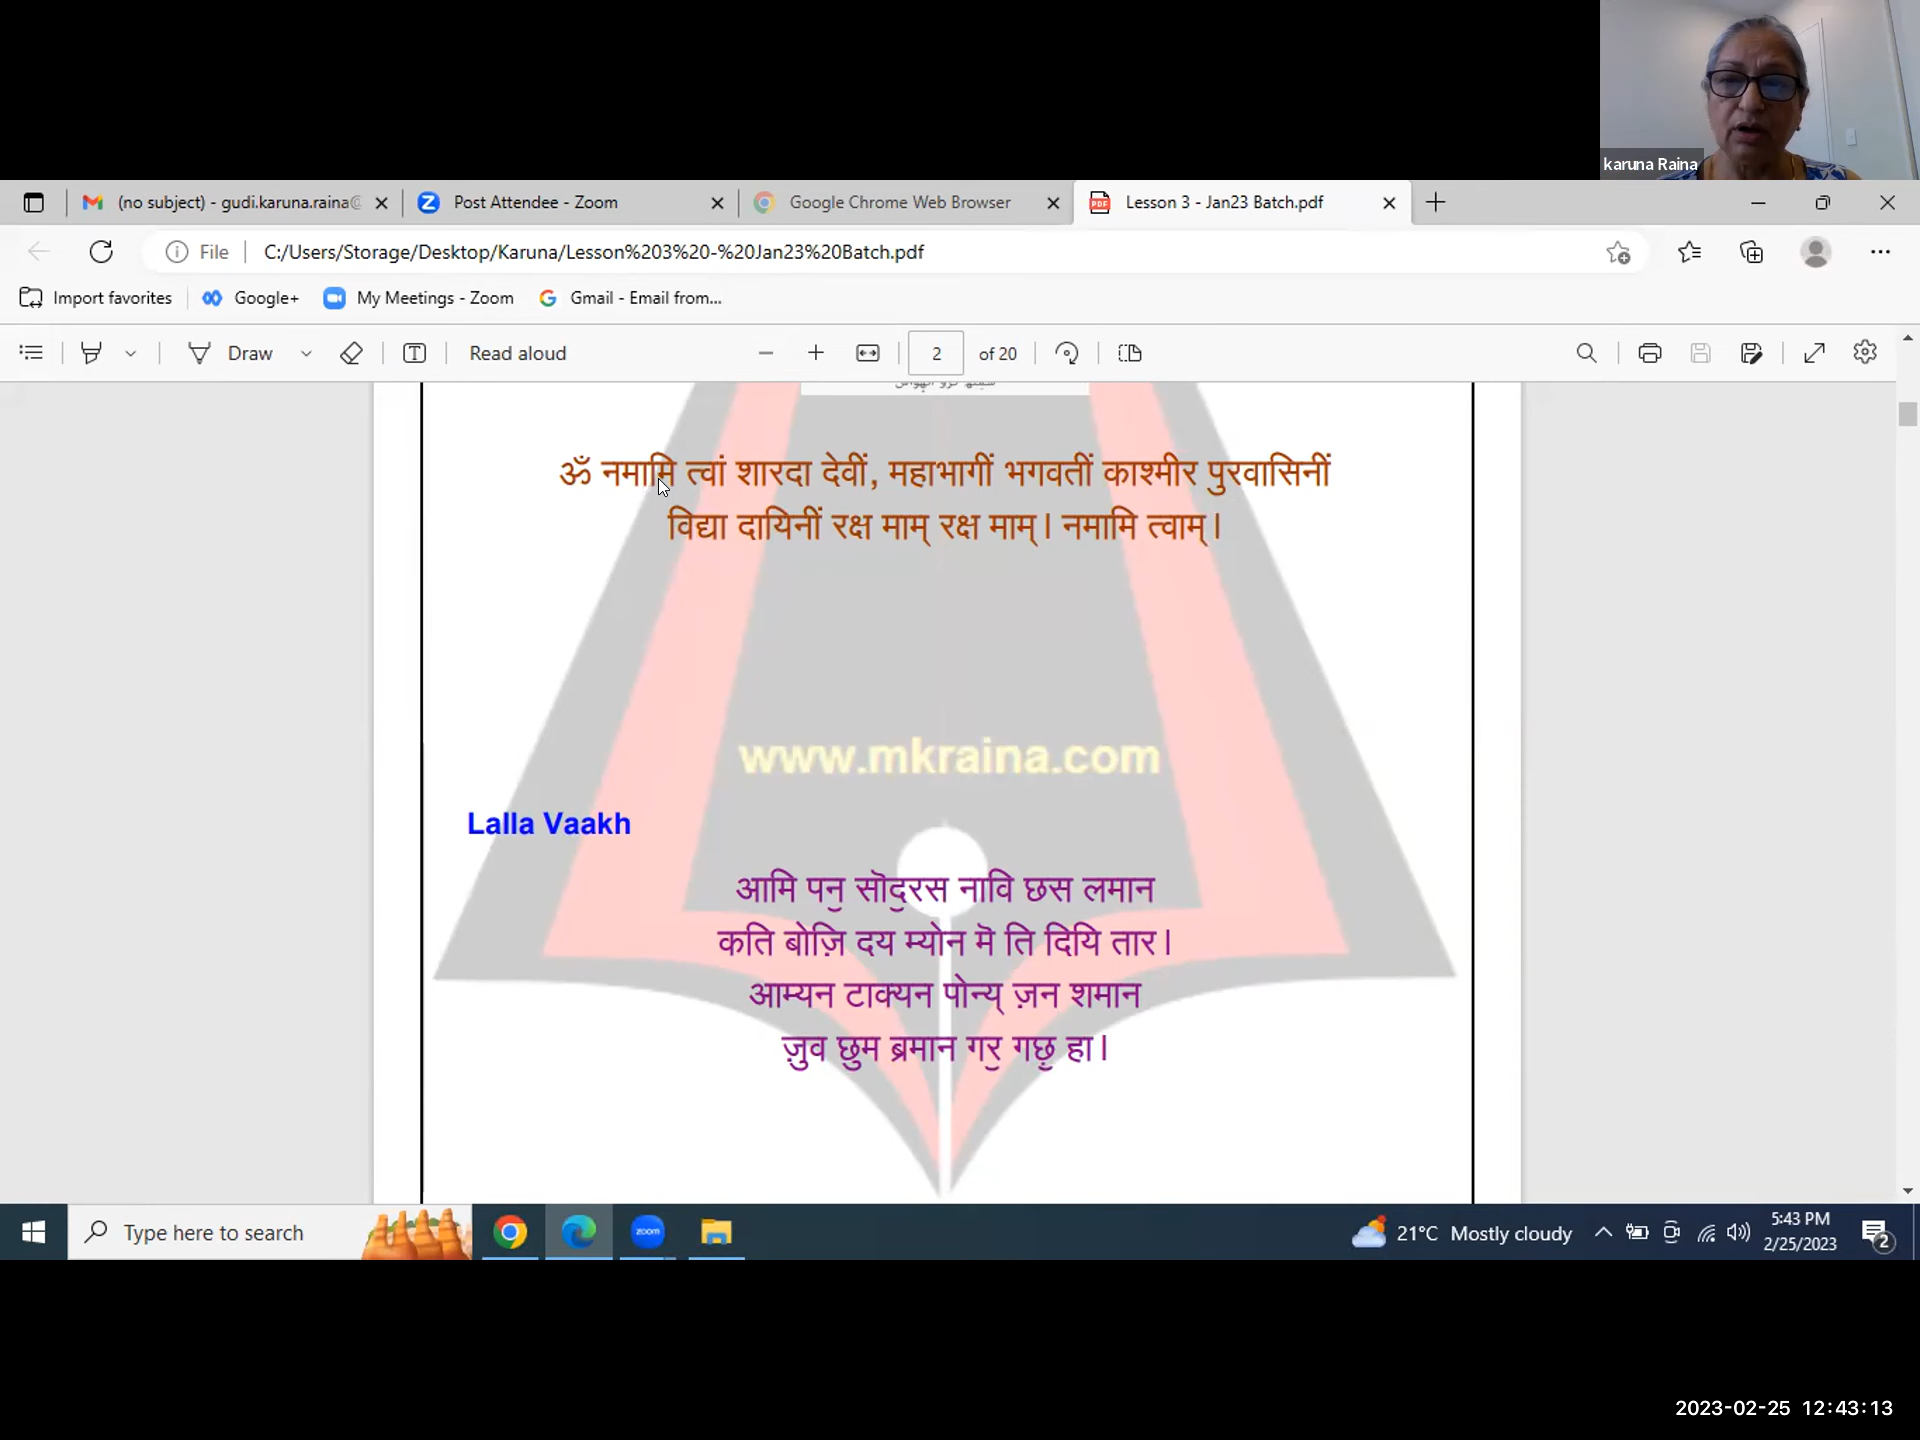 karuna Raina
(no subject) - gudi.karuna.raina@
Post Attendee - Zoom
Google Chrome Web Browser
Lesson 3 - Jan23 Batch.pdf
File
C:/Users/Storage/Desktop/Karuna/Lesson%203%20-%20Jan23%20Batch.pdf
Import favorites
Google+
My Meetings - Zoom
Gmail - Email from...
Draw
Read aloud
2 of 20
ॐ नमामि त्वां शारदा देवीं, महाभागीं भगवतीं काश्मीर पुरवासिनीं
विद्या दायिनीं रक्ष माम् रक्ष माम्। नमामि त्वाम्।
www.mkraina.com
Lalla Vaakh
आमि पनॖ सॊदॖरस नावि छस लमान
कति बोज़ि दय म्योन मॆ ति दियि तार।
आम्यन टाक्यन पोन्य् ज़न शमान
ज़ुव छुम ब्रमान गरॖ गछ़ॖ हा।
Type here to search
zoom
21°C Mostly cloudy
5:43 PM
2/25/2023
2
2023-02-25 12:43:13